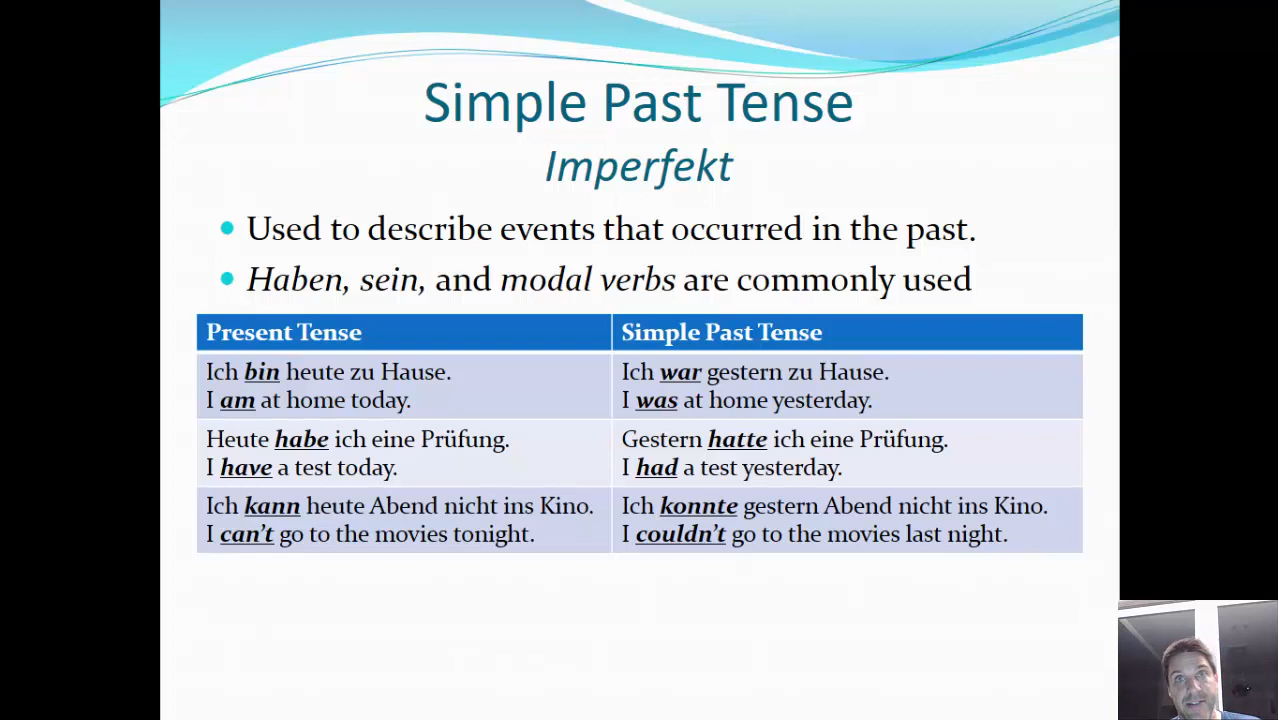 Simple Past Tense
Imperfekt
Used to describe events that occurred in the past.
Haben, sein, and modal verbs are commonly used
Present Tense
Simple Past Tense
Ich bin heute zu Hause.
I am at home today.
Ich war gestern zu Hause.
I was at home yesterday.
Heute habe ich eine Prüfung.
I have a test today.
Gestern hatte ich eine Prüfung.
I had a test yesterday.
Ich kann heute Abend nicht ins Kino.
I can't go to the movies tonight.
Ich konnte gestern Abend nicht ins Kino.
I couldn't go to the movies last night.